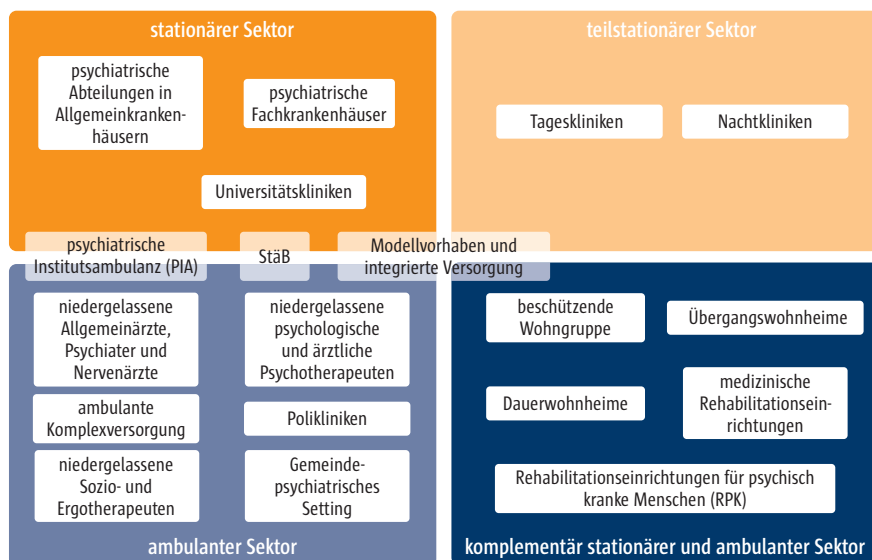 stationärer Sektor
psychiatrische
Abteilungen in
Allgemeinkranken-
häusern
psychiatrische
Fachkrankenhäuser
Universitätskliniken
teilstationärer Sektor
Tageskliniken
Nachtkliniken
psychiatrische
Institutsambulanz (PIA)
StäB
Modellvorhaben und
integrierte Versorgung
niedergelassene
Allgemeinärzte,
Psychiater und
Nervenärzte
niedergelassene
psychologische
und ärztliche
Psychotherapeuten
ambulante
Komplexversorgung
Polikliniken
niedergelassene
Sozio- und
Ergotherapeuten
Gemeinde-
psychiatrisches
Setting
ambulanter Sektor
beschützende
Wohngruppe
Übergangswohnheime
Dauerwohnheime
medizinische
Rehabilitationsein-
richtungen
Rehabilitationseinrichtungen für psychisch
kranke Menschen (RPK)
komplementär stationärer und ambulanter Sektor